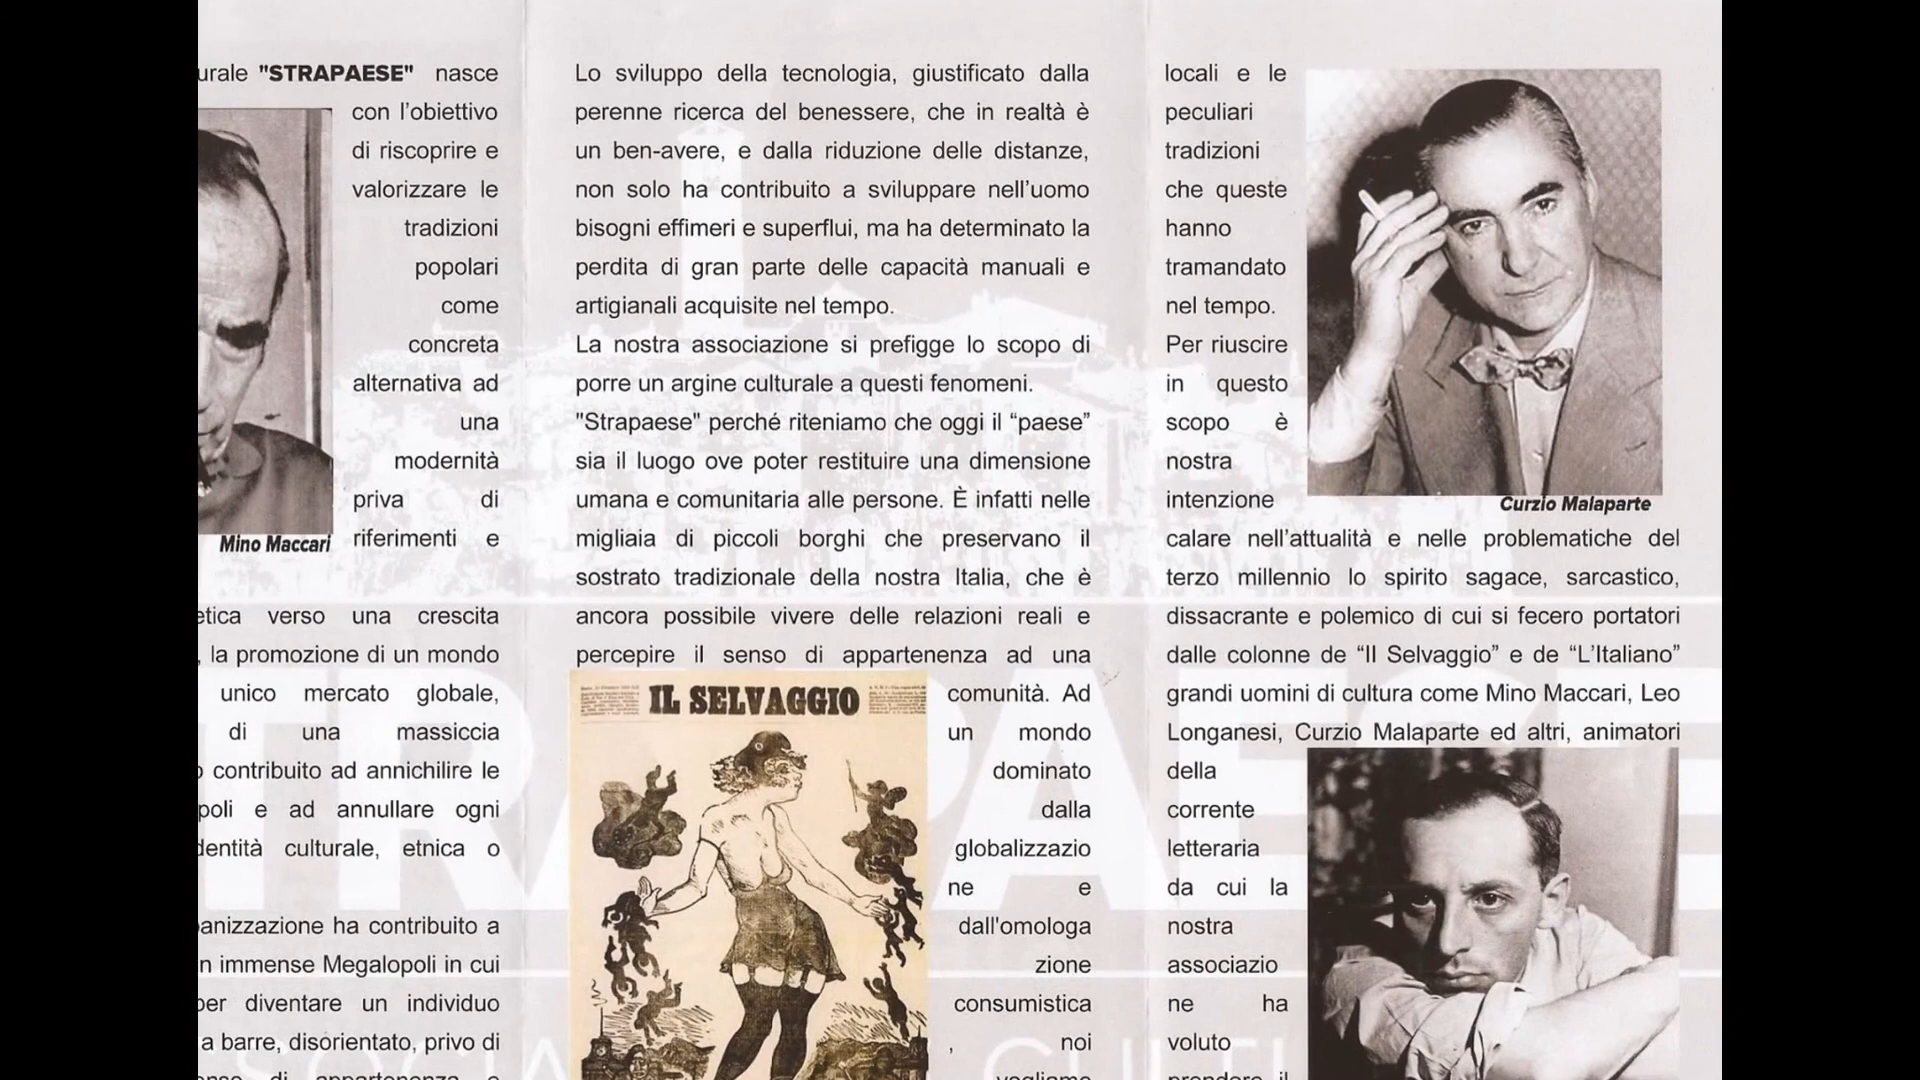 urale "STRAPAESE" nasce
con l'obiettivo
di riscoprire e
valorizzare le
tradizioni
popolari
come
concreta
alternativa ad
una
modernità
priva di
riferimenti e
Mino Maccari
etica verso una crescita
, la promozione di un mondo
unico mercato globale,
di una massiccia
o contribuito ad annichilire le
poli e ad annullare ogni
dentità culturale, etnica o
banizzazione ha contribuito a
n immense Megalopoli in cui
per diventare un individuo
a barre, disorientato, privo di
enso di appartenenza e
Lo sviluppo della tecnologia, giustificato dalla
perenne ricerca del benessere, che in realtà è
un ben-avere, e dalla riduzione delle distanze,
non solo ha contribuito a sviluppare nell'uomo
bisogni effimeri e superflui, ma ha determinato la
perdita di gran parte delle capacità manuali e
artigianali acquisite nel tempo.
La nostra associazione si prefigge lo scopo di
porre un argine culturale a questi fenomeni.
"Strapaese" perché riteniamo che oggi il “paese”
sia il luogo ove poter restituire una dimensione
umana e comunitaria alle persone. È infatti nelle
migliaia di piccoli borghi che preservano il
sostrato tradizionale della nostra Italia, che è
ancora possibile vivere delle relazioni reali e
percepire il senso di appartenenza ad una
IL SELVAGGIO
comunità. Ad
un mondo
dominato
dalla
globalizzazio
ne e
dall'omologa
zione
consumistica
, noi
vogliamo
locali e le
peculiari
tradizioni
che queste
hanno
tramandato
nel tempo.
Per riuscire
in questo
scopo è
nostra
intenzione
Curzio Malaparte
calare nell'attualità e nelle problematiche del
terzo millennio lo spirito sagace, sarcastico,
dissacrante e polemico di cui si fecero portatori
dalle colonne de “Il Selvaggio” e de “L'Italiano”
grandi uomini di cultura come Mino Maccari, Leo
Longanesi, Curzio Malaparte ed altri, animatori
della
corrente
letteraria
da cui la
nostra
associazio
ne ha
voluto
prendere il
TRAPAESE